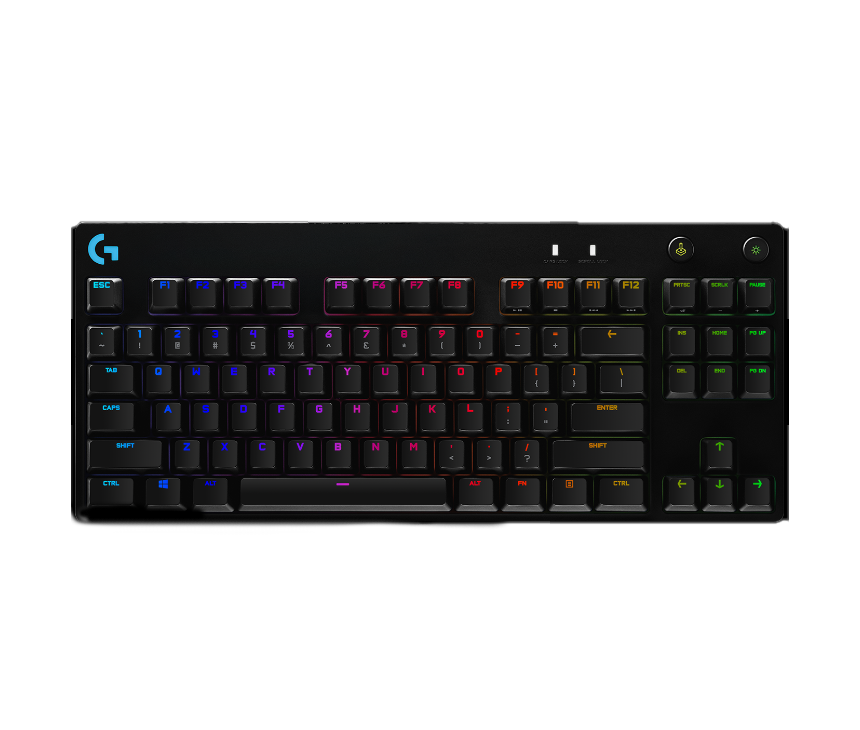 G
ESC F1 F2 F3 F4 F5 F6 F7 F8 F9 F10 F11 F12 PRTSC SCRLK PAUSE
~ 1 ! 2 @ 3 # 4 $ 5 % 6 ^ 7 & 8 * 9 ( 0 ) - = + ← INS HOME PG UP
TAB Q W E R T Y U I O P [ { ] } \ | DEL END PG DN
CAPS A S D F G H J K L ; : ' " ENTER
SHIFT Z X C V B N M , < . > / ? SHIFT ↑
CTRL ALT ALT FN CTRL ← ↓ →